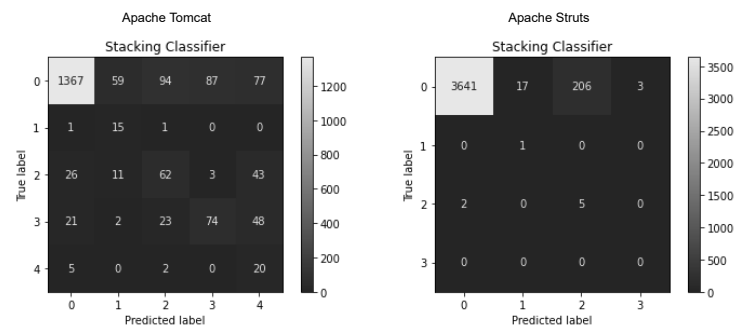 Apache Tomcat
Stacking Classifier
True label
0 1367 59 94 87 77
1 1 15 1 0 0
2 26 11 62 3 43
3 21 2 23 74 48
4 5 0 2 0 20
0 1 2 3 4
Predicted label
1200
1000
800
600
400
200
0
Apache Struts
Stacking Classifier
True label
0 3641 17 206 3
1 0 1 0 0
2 2 0 5 0
3 0 0 0 0
0 1 2 3
Predicted label
3500
3000
2500
2000
1500
1000
500
0